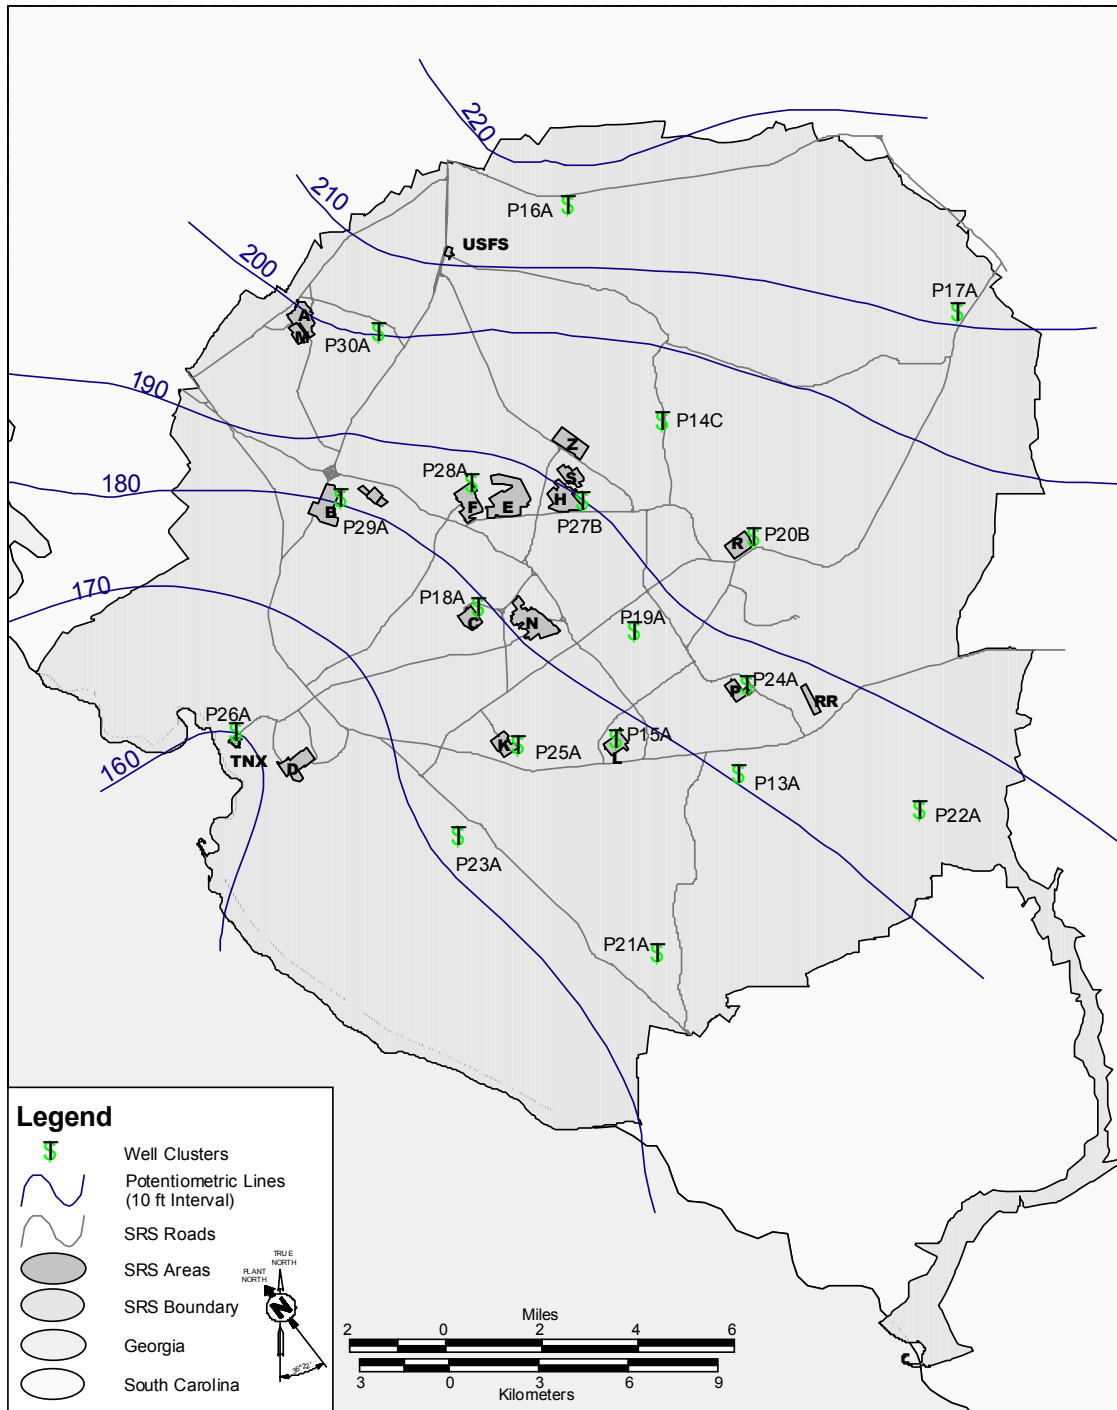 220
210
P16A
USFS
200
P17A
A
M
P30A
190
P14C
Z
P28A
S
180
H
F
E
B
P27B
P29A
P20B
R
170
P18A
C
N
P19A
P24A
P
RR
P26A
TNX
160
D
K
P25A
P15A
L
P13A
P22A
P23A
P21A
Legend
Well Clusters
Potentiometric Lines
(10 ft Interval)
SRS Roads
SRS Areas
SRS Boundary
Georgia
South Carolina
TRUE
NORTH
PLANT
NORTH
N
36°22'
Miles
2 0 2 4 6
3 0 3 6 9
Kilometers